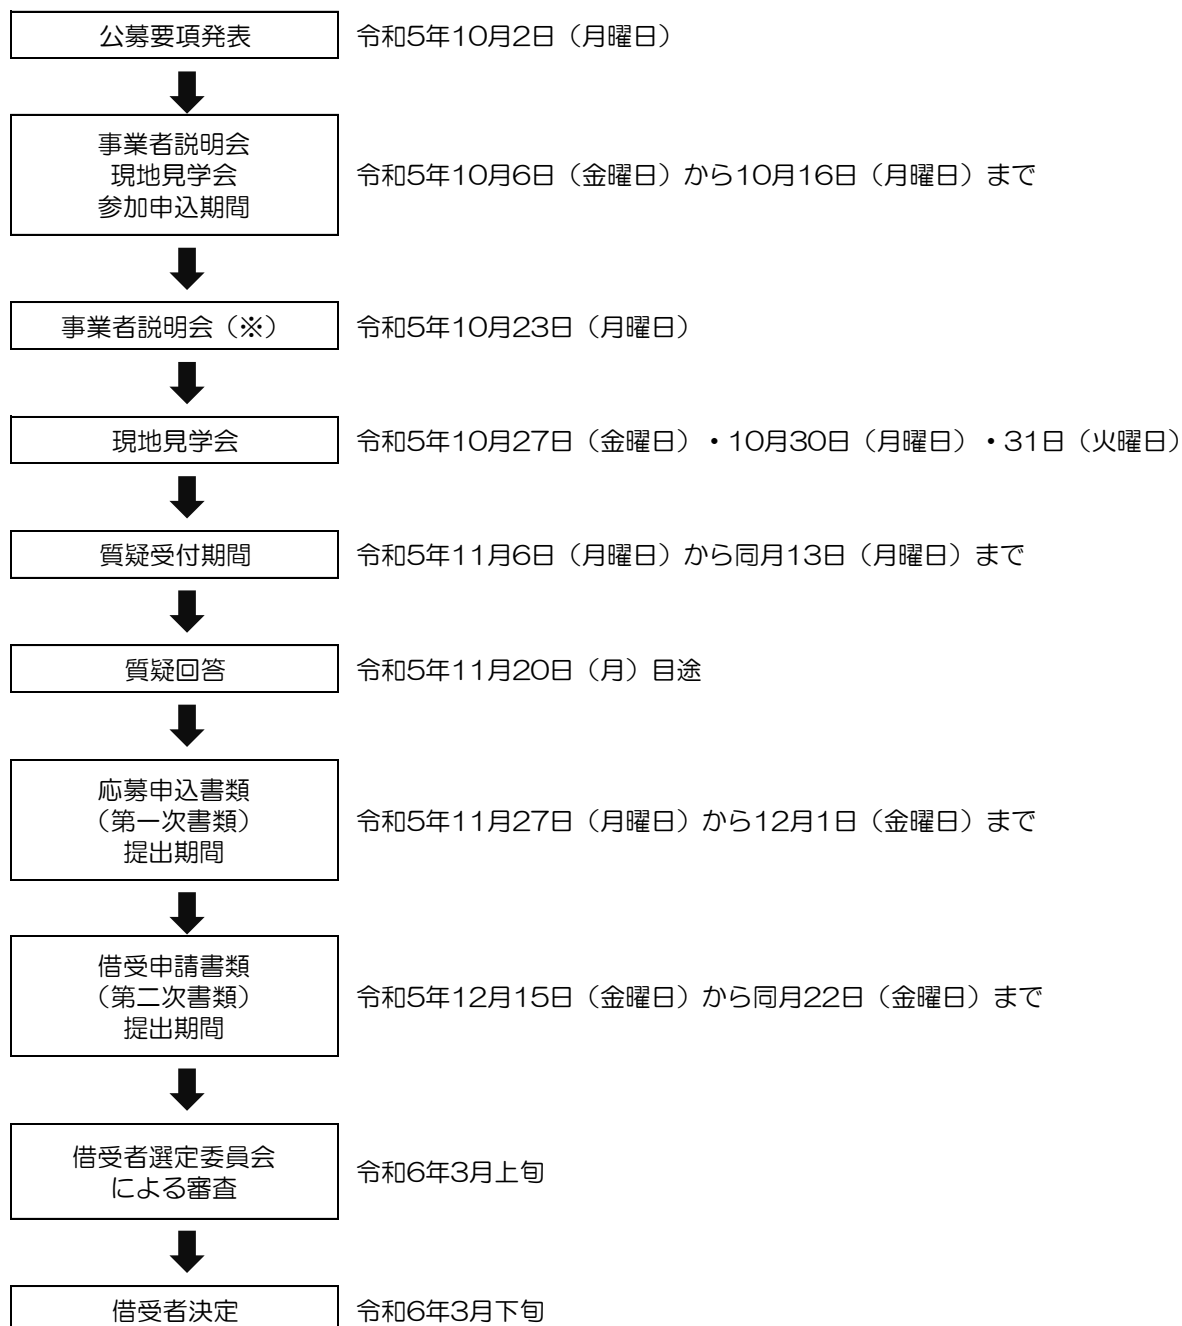 公募要項発表
令和5年10月2日（月曜日）
事業者説明会
現地見学会
参加申込期間
令和5年10月6日（金曜日）から10月16日（月曜日）まで
事業者説明会（※）
令和5年10月23日（月曜日）
現地見学会
令和5年10月27日（金曜日）・10月30日（月曜日）・31日（火曜日）
質疑受付期間
令和5年11月6日（月曜日）から同月13日（月曜日）まで
質疑回答
令和5年11月20日（月）目途
応募申込書類
（第一次書類）
提出期間
令和5年11月27日（月曜日）から12月1日（金曜日）まで
借受申請書類
（第二次書類）
提出期間
令和5年12月15日（金曜日）から同月22日（金曜日）まで
借受者選定委員会
による審査
令和6年3月上旬
借受者決定
令和6年3月下旬